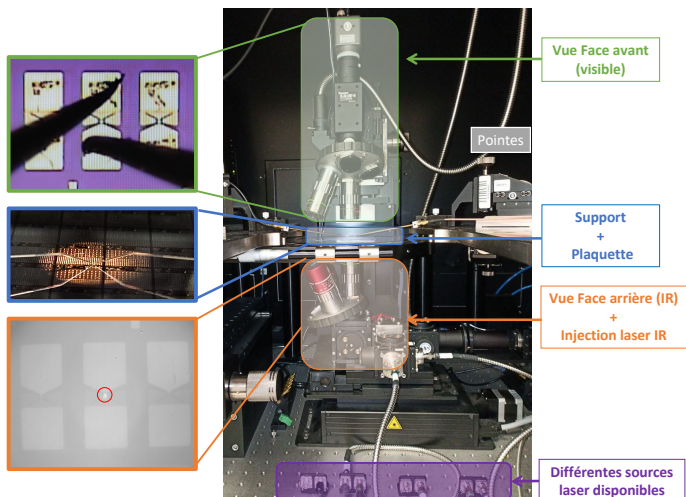 Vue Face avant
(visible)
Pointes
Support
+
Plaquette
Vue Face arrière (IR)
+
Injection laser IR
Différentes sources
laser disponibles